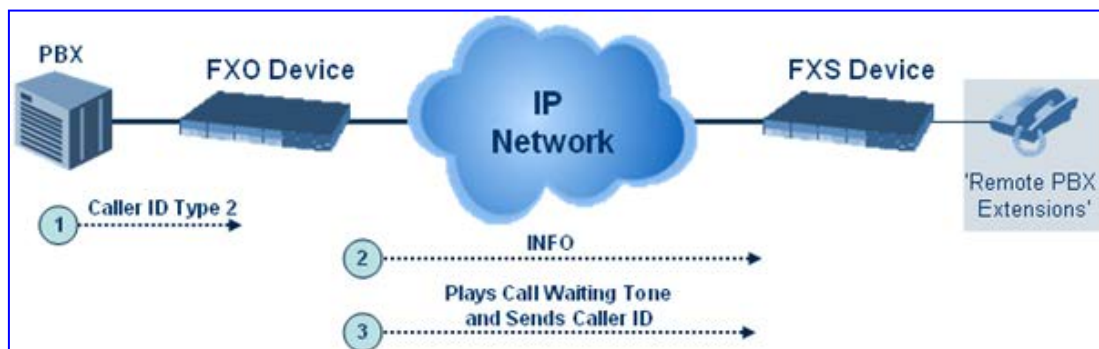 PBX
FXO Device
IP
Network
FXS Device
'Remote PBX
Extensions'
1
Caller ID Type 2
2
INFO
3
Plays Call Waiting Tone
and Sends Caller ID